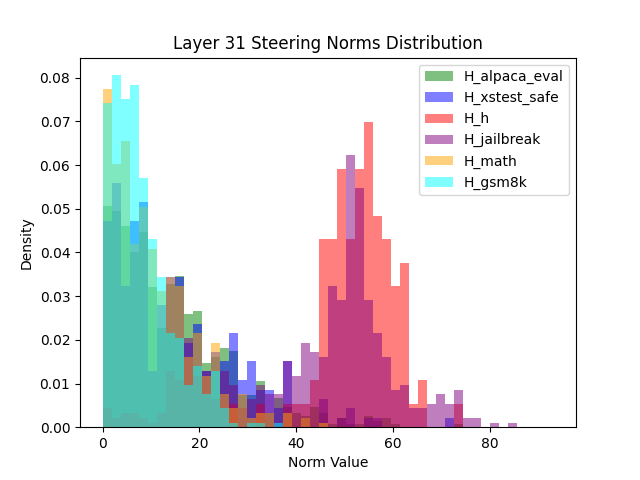 Layer 31 Steering Norms Distribution
H_alpaca_eval
H_xstest_safe
H_h
H_jailbreak
H_math
H_gsm8k
0.08
0.07
0.06
0.05
0.04
0.03
0.02
0.01
0.00
Density
0 20 40 60 80
Norm Value